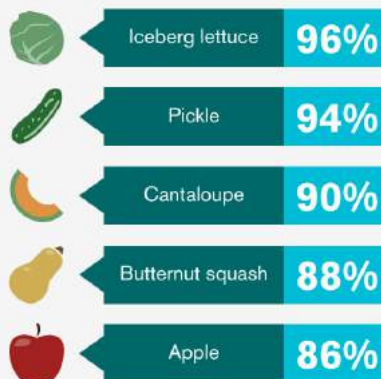 Iceberg lettuce 96%
Pickle 94%
Cantaloupe 90%
Butternut squash 88%
Apple 86%